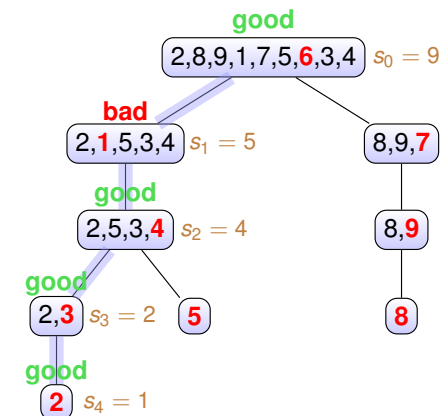 good
2,8,9,1,7,5,6,3,4 s₀ = 9
bad
2,1,5,3,4 s₁ = 5
8,9,7
good
2,5,3,4 s₂ = 4
8,9
good
2,3 s₃ = 2
5
8
good
2 s₄ = 1